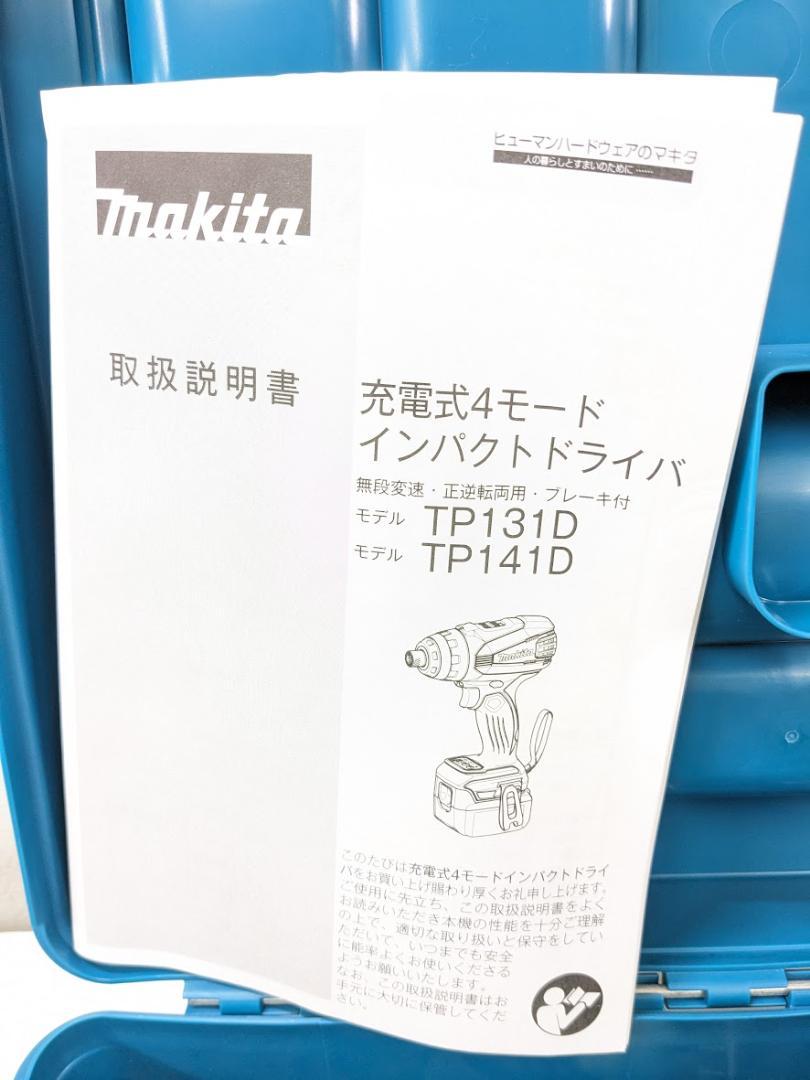 ヒューマンハードウェアのマキタ
人の暮らしとすまいのために……
makita
取扱説明書
充電式4モード
インパクトドライバ
無段変速・正逆転両用・ブレーキ付
モデル TP131D
モデル TP141D
makita
このたびは充電式4モードインパクトドライ
バをお買い上げ賜わり厚くお礼申し上げます。
ご使用に先立ち、この取扱説明書をよく
お読みいただき本機の性能を十分ご理解
の上で、適切な取り扱いと保守をしてい
ただいて、いつまでも安全
に能率よくお使いくださる
ようお願いいたします。
なお、この取扱説明書はお
手元に大切に保管してくだ
さい。